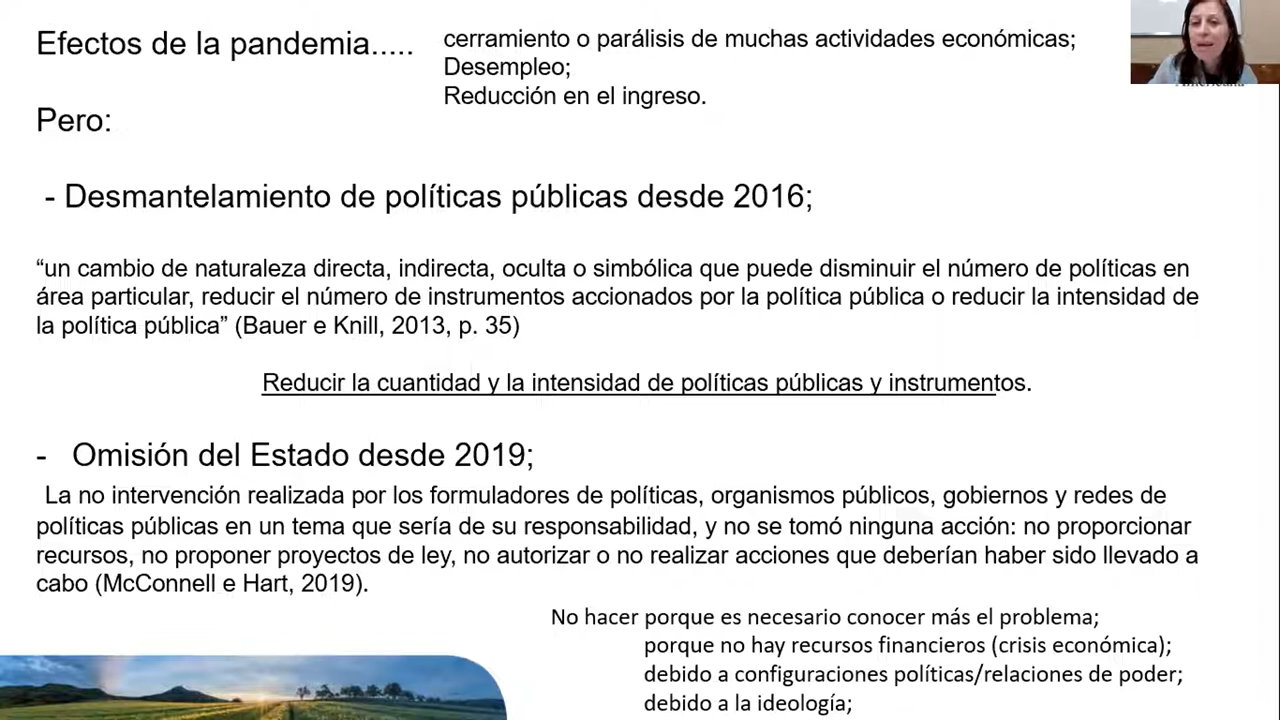 Efectos de la pandemia.....
cerramiento o parálisis de muchas actividades económicas;
Desempleo;
Reducción en el ingreso.
Pero:
- Desmantelamiento de políticas públicas desde 2016;
“un cambio de naturaleza directa, indirecta, oculta o simbólica que puede disminuir el número de políticas en
área particular, reducir el número de instrumentos accionados por la política pública o reducir la intensidad de
la política pública” (Bauer e Knill, 2013, p. 35)
Reducir la cuantidad y la intensidad de políticas públicas y instrumentos.
- Omisión del Estado desde 2019;
La no intervención realizada por los formuladores de políticas, organismos públicos, gobiernos y redes de
políticas públicas en un tema que sería de su responsabilidad, y no se tomó ninguna acción: no proporcionar
recursos, no proponer proyectos de ley, no autorizar o no realizar acciones que deberían haber sido llevado a
cabo (McConnell e Hart, 2019).
No hacer porque es necesario conocer más el problema;
porque no hay recursos financieros (crisis económica);
debido a configuraciones políticas/relaciones de poder;
debido a la ideología;